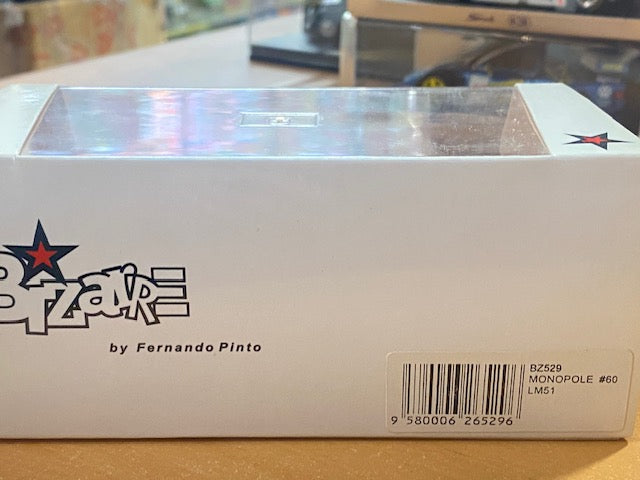 Bizarre
by Fernando Pinto
BZ529
MONOPOLE #60
LM51
9 580006 265296